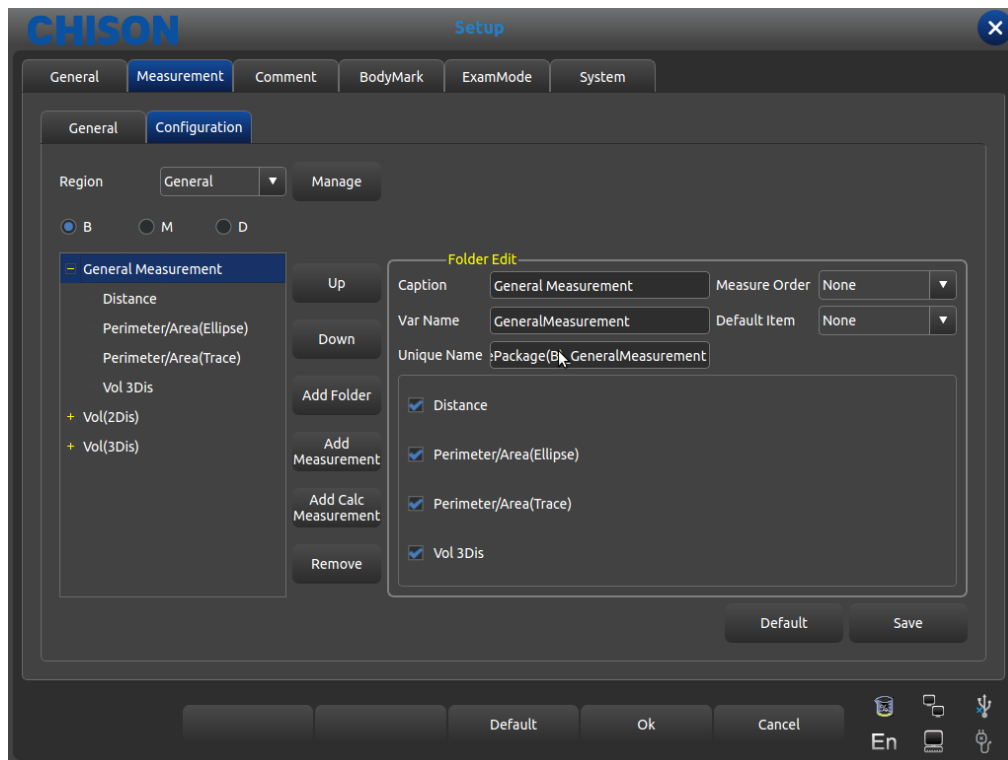 CHISON
Setup
General Measurement Comment BodyMark ExamMode System
General Configuration
Region General Manage
B M D
General Measurement
Distance
Perimeter/Area(Ellipse)
Perimeter/Area(Trace)
Vol 3Dis
Vol(2Dis)
Vol(3Dis)
Up
Down
Add Folder
Add
Measurement
Add Calc
Measurement
Remove
Folder Edit
Caption General Measurement Measure Order None
Var Name GeneralMeasurement Default Item None
Unique Name ePackage(B)_GeneralMeasurement
Distance
Perimeter/Area(Ellipse)
Perimeter/Area(Trace)
Vol 3Dis
Default Save
Default Ok Cancel
En